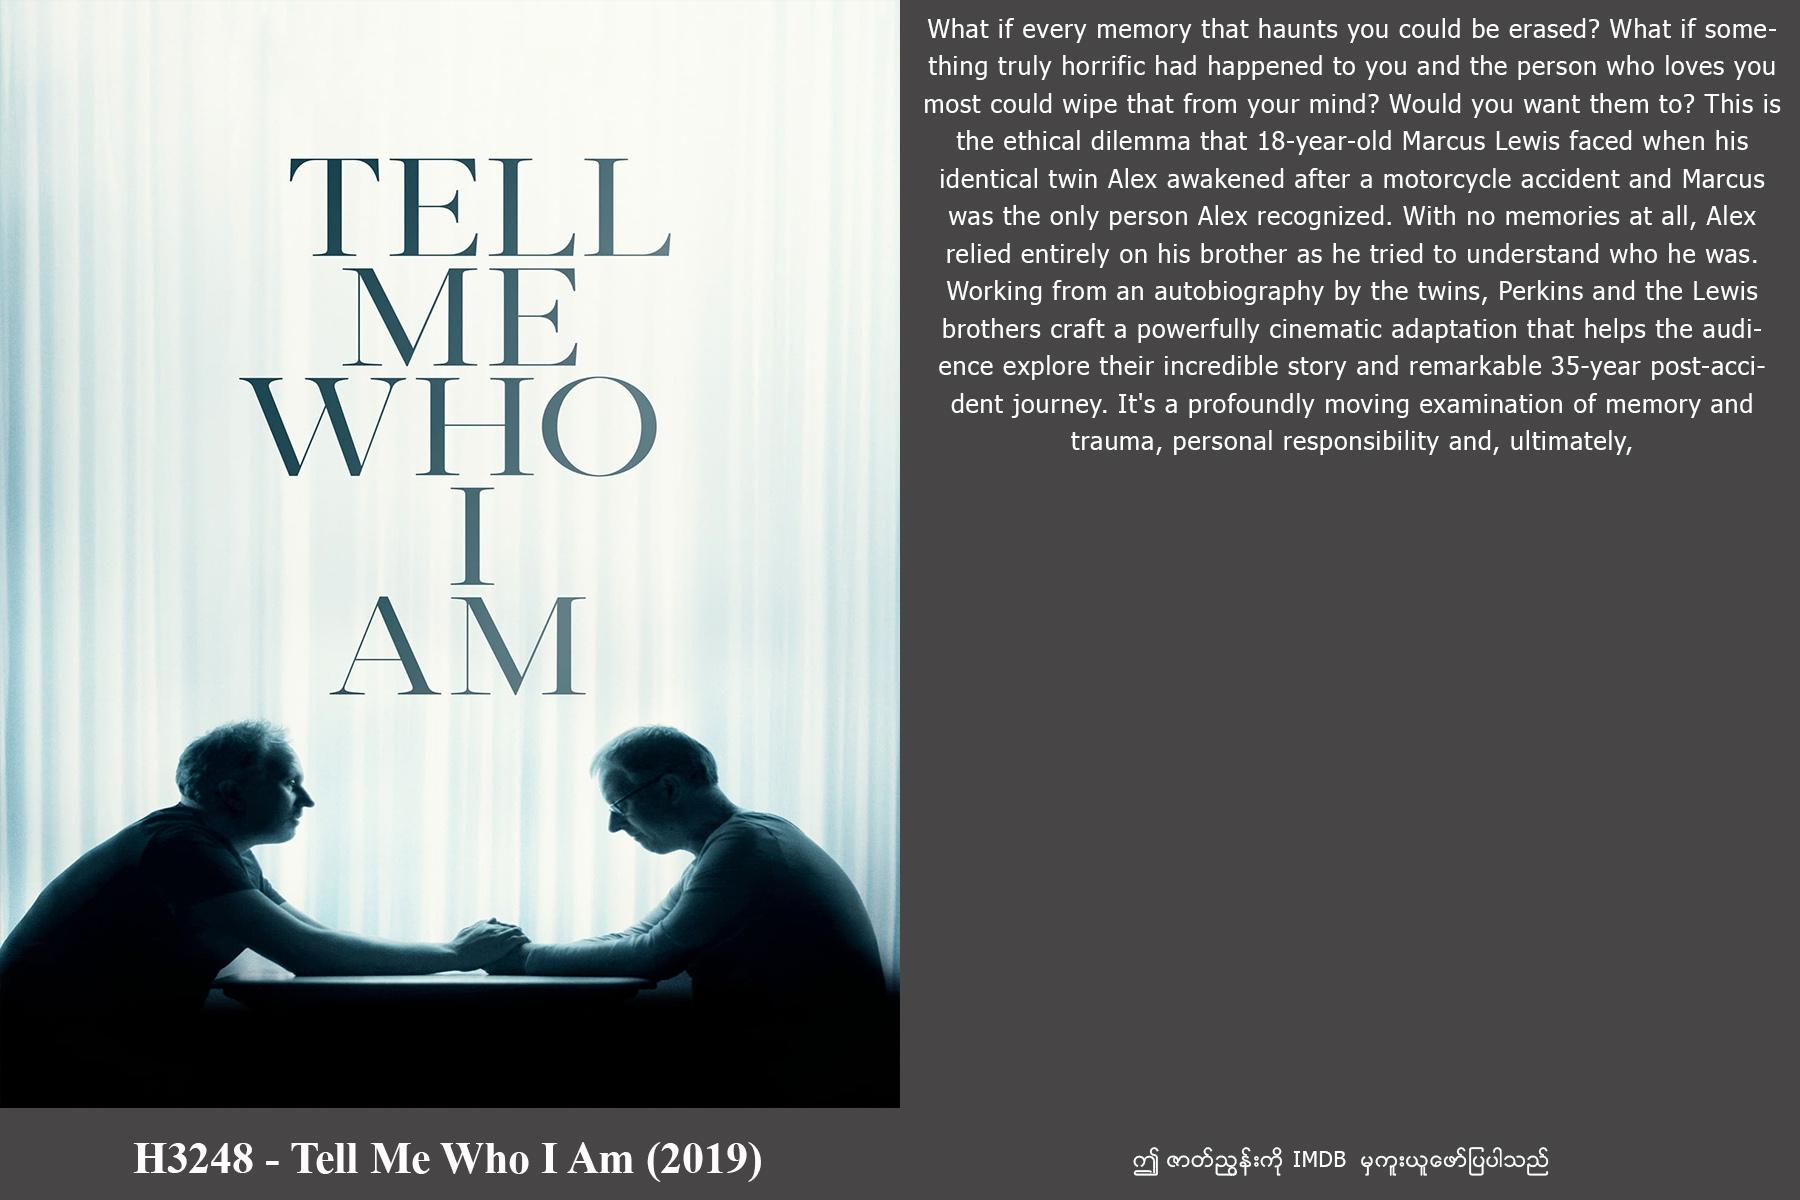 TELL
ME
WHO
I
AM
What if every memory that haunts you could be erased? What if some-
thing truly horrific had happened to you and the person who loves you
most could wipe that from your mind? Would you want them to? This is
the ethical dilemma that 18-year-old Marcus Lewis faced when his
identical twin Alex awakened after a motorcycle accident and Marcus
was the only person Alex recognized. With no memories at all, Alex
relied entirely on his brother as he tried to understand who he was.
Working from an autobiography by the twins, Perkins and the Lewis
brothers craft a powerfully cinematic adaptation that helps the audi-
ence explore their incredible story and remarkable 35-year post-acci-
dent journey. It's a profoundly moving examination of memory and
trauma, personal responsibility and, ultimately,
H3248 - Tell Me Who I Am (2019)
ဤ ဇာတ်ညွှန်းကို IMDB မှကူးယူဖော်ပြပါသည်